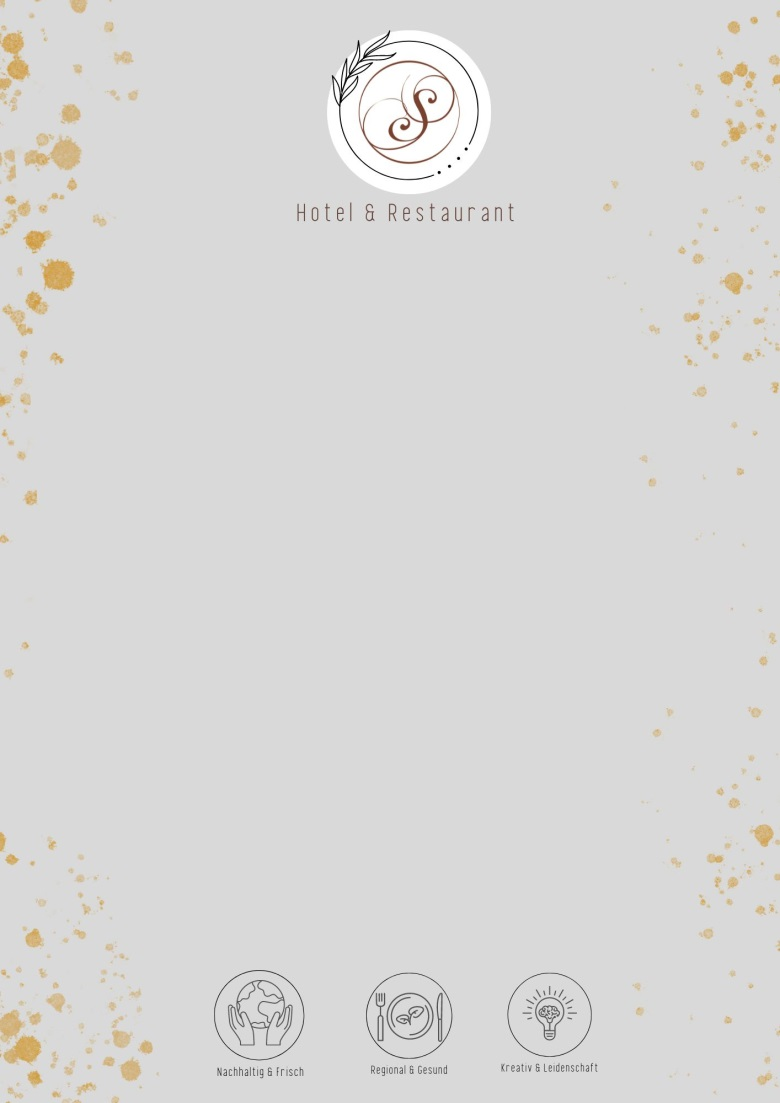 S
Hotel & Restaurant
Nachhaltig & Frisch
Regional & Gesund
Kreativ & Leidenschaft